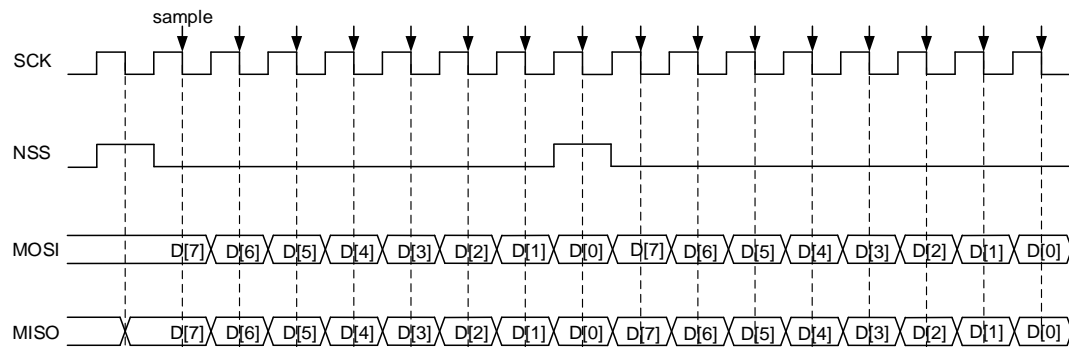 sample
SCK
NSS
MOSI D[7] D[6] D[5] D[4] D[3] D[2] D[1] D[0] D[7] D[6] D[5] D[4] D[3] D[2] D[1] D[0]
MISO D[7] D[6] D[5] D[4] D[3] D[2] D[1] D[0] D[7] D[6] D[5] D[4] D[3] D[2] D[1] D[0]